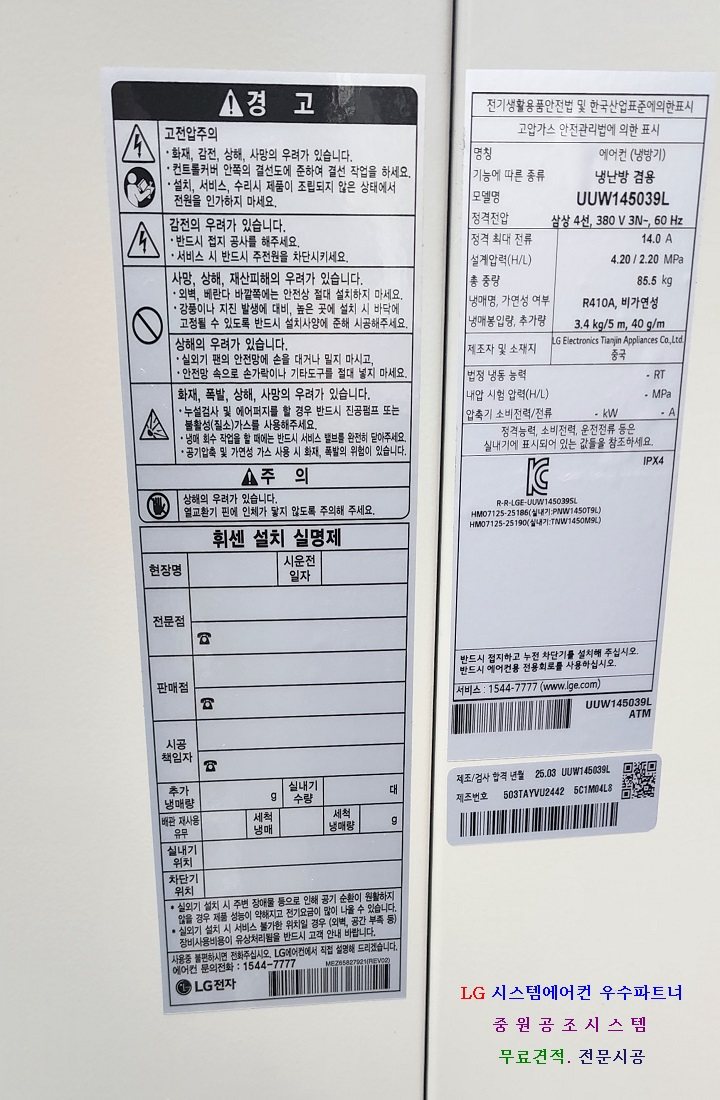 경 고
고전압주의
· 화재, 감전, 상해, 사망의 우려가 있습니다.
· 컨트롤커버 안쪽의 결선도에 준하여 결선 작업을 하세요.
· 설치, 서비스, 수리시 제품이 조립되지 않은 상태에서
전원을 인가하지 마세요.
감전의 우려가 있습니다.
· 반드시 접지 공사를 해주세요.
· 서비스 시 반드시 주전원을 차단시키세요.
사망, 상해, 재산피해의 우려가 있습니다.
· 외벽, 베란다 바깥쪽에는 안전상 절대 설치하지 마세요.
· 강풍이나 지진 발생에 대비, 높은 곳에 설치 시 바닥에
고정될 수 있도록 반드시 설치사양에 준해 시공해주세요.
상해의 우려가 있습니다.
· 실외기 팬의 안전망에 손을 대거나 밀지 마시고,
· 안전망 속으로 손가락이나 기타도구를 절대 넣지 마세요.
화재, 폭발, 상해, 사망의 우려가 있습니다.
· 누설검사 및 에어퍼지를 할 경우 반드시 진공펌프 또는
불활성(질소)가스를 사용해주세요.
· 냉매 회수 작업을 할 때에는 반드시 서비스 밸브를 완전히 닫아주세요.
· 공기압축 및 가연성 가스 사용 시 화재, 폭발의 위험이 있습니다.
주 의
상해의 우려가 있습니다.
열교환기 핀에 인체가 닿지 않도록 주의해 주세요.
휘센 설치 실명제
현장명
시운전
일자
전문점
☎
판매점
☎
시공
책임자
☎
추가
냉매량
g
실내기
수량
대
배관 재사용
유무
세척
냉매
세척
냉매량
g
실내기
위치
차단기
위치
• 실외기 설치 시 주변 장애물 등으로 인해 공기 순환이 원활하지
않을 경우 제품 성능이 약해지고 전기요금이 많이 나올 수 있습니다.
• 실외기 설치 시 서비스 불가한 위치일 경우 (외벽, 공간 부족 등)
장비사용비용이 유상처리됨을 반드시 고객 안내 바랍니다.
사용중 불편하시면 전화주십시오. LG에어컨에서 직접 설명해 드리겠습니다.
에어컨 문의전화 : 1544-7777
MEZ65827921(REV02)
LG전자
전기생활용품안전법 및 한국산업표준에의한표시
고압가스 안전관리법에 의한 표시
명칭 에어컨 (냉방기)
기능에 따른 종류 냉난방 겸용
모델명 UUW145039L
정격전압 삼상 4선, 380 V 3N~, 60 Hz
정격 최대 전류 14.0 A
설계압력(H/L) 4.20 / 2.20 MPa
총 중량 85.5 kg
냉매명, 가연성 여부 R410A, 비가연성
냉매봉입량, 추가량 3.4 kg/5 m, 40 g/m
제조자 및 소재지
LG Electronics Tianjin Appliances Co.,Ltd.
중국
법정 냉동 능력 - RT
내압 시험 압력(H/L) - MPa
압축기 소비전력/전류 - kW - A
정격능력, 소비전력, 운전전류 등은
실내기에 표시되어 있는 값들을 참조하세요.
IPX4
R-R-LGE-UUW145039SL
HM07125-25186(실내기:PNW1450T9L)
HM07125-25190(실내기:TNW1450M9L)
반드시 접지하고 누전 차단기를 설치해 주십시오.
반드시 에어컨용 전용회로를 사용하십시오.
서비스 : 1544-7777 (www.lge.com)
UUW145039L
ATM
제조/검사 합격 년월 25.03 UUW145039L
제조번호 503TAYVU2442 5C1M04L8
LG 시스템에어컨 우수파트너
중 원 공 조 시 스 템
무료견적. 전문시공